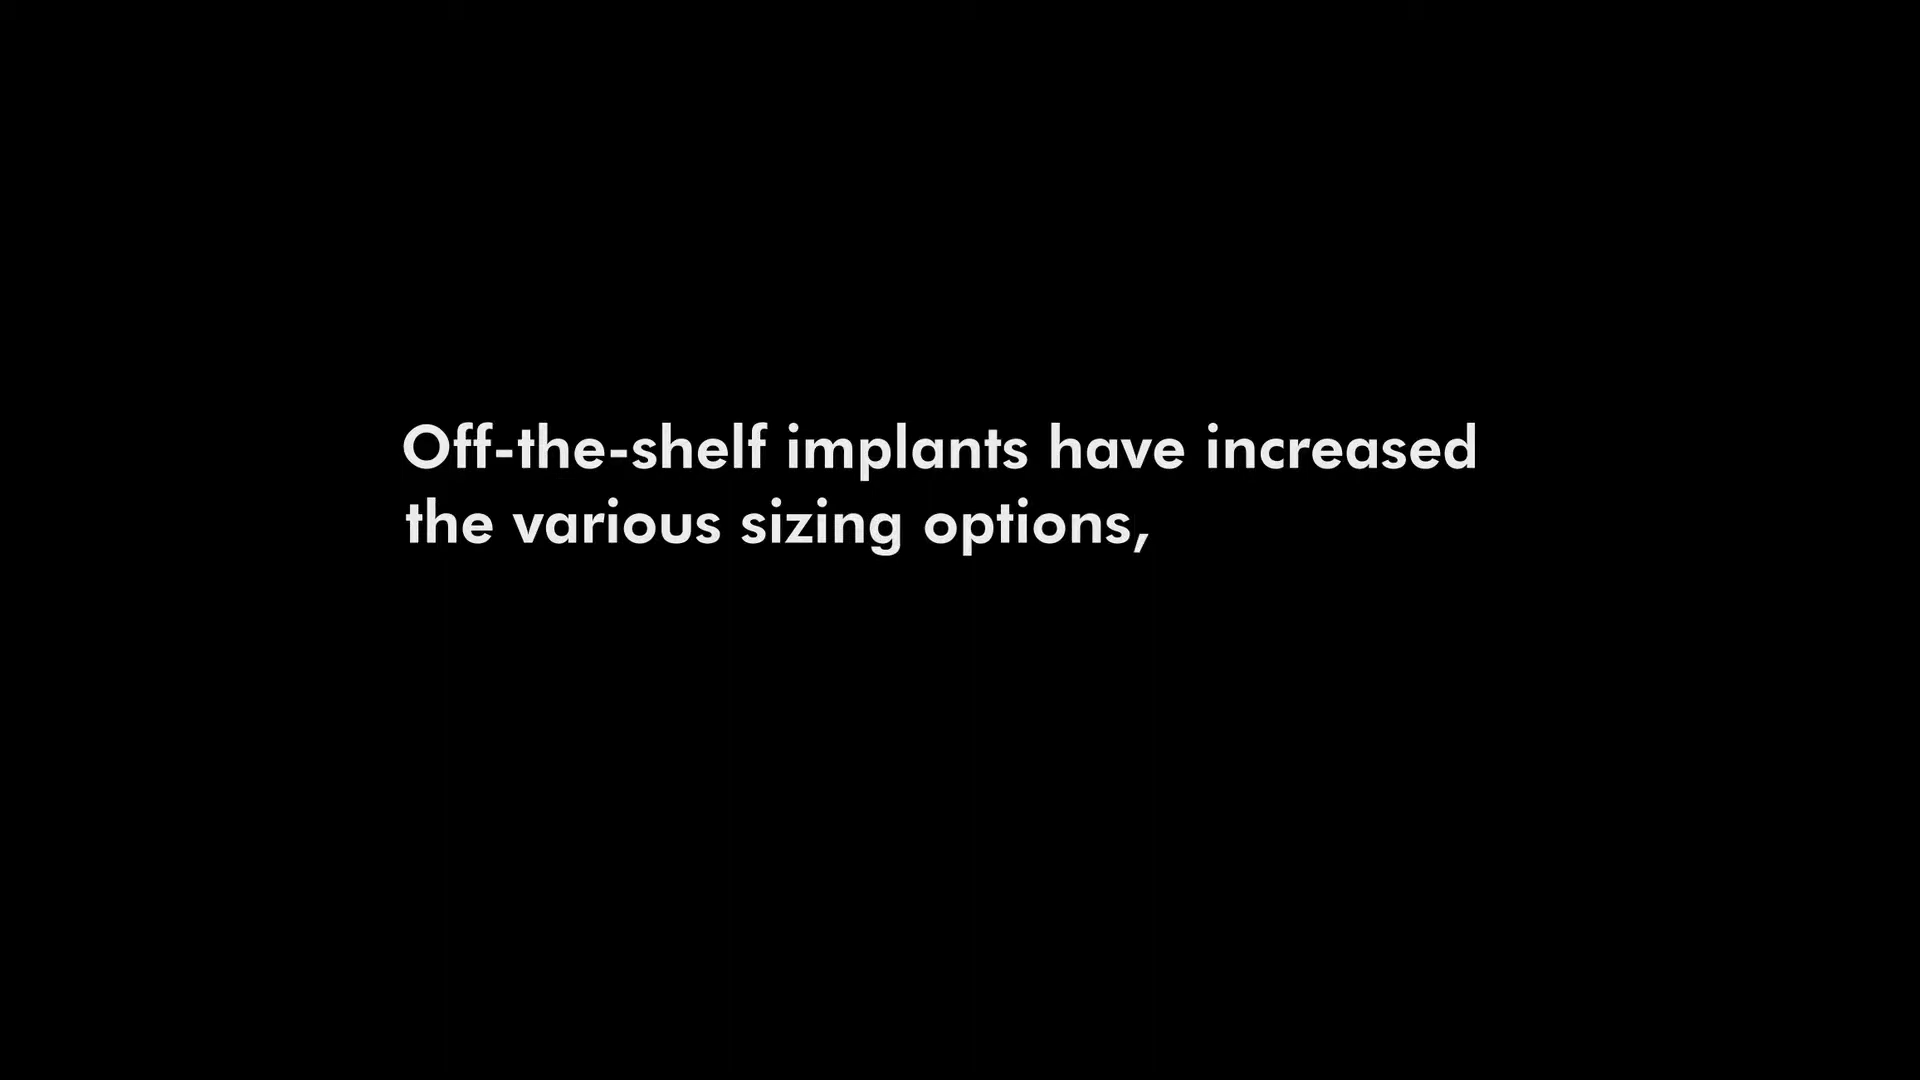 Off-the-shelf implants have increased
the various sizing options,